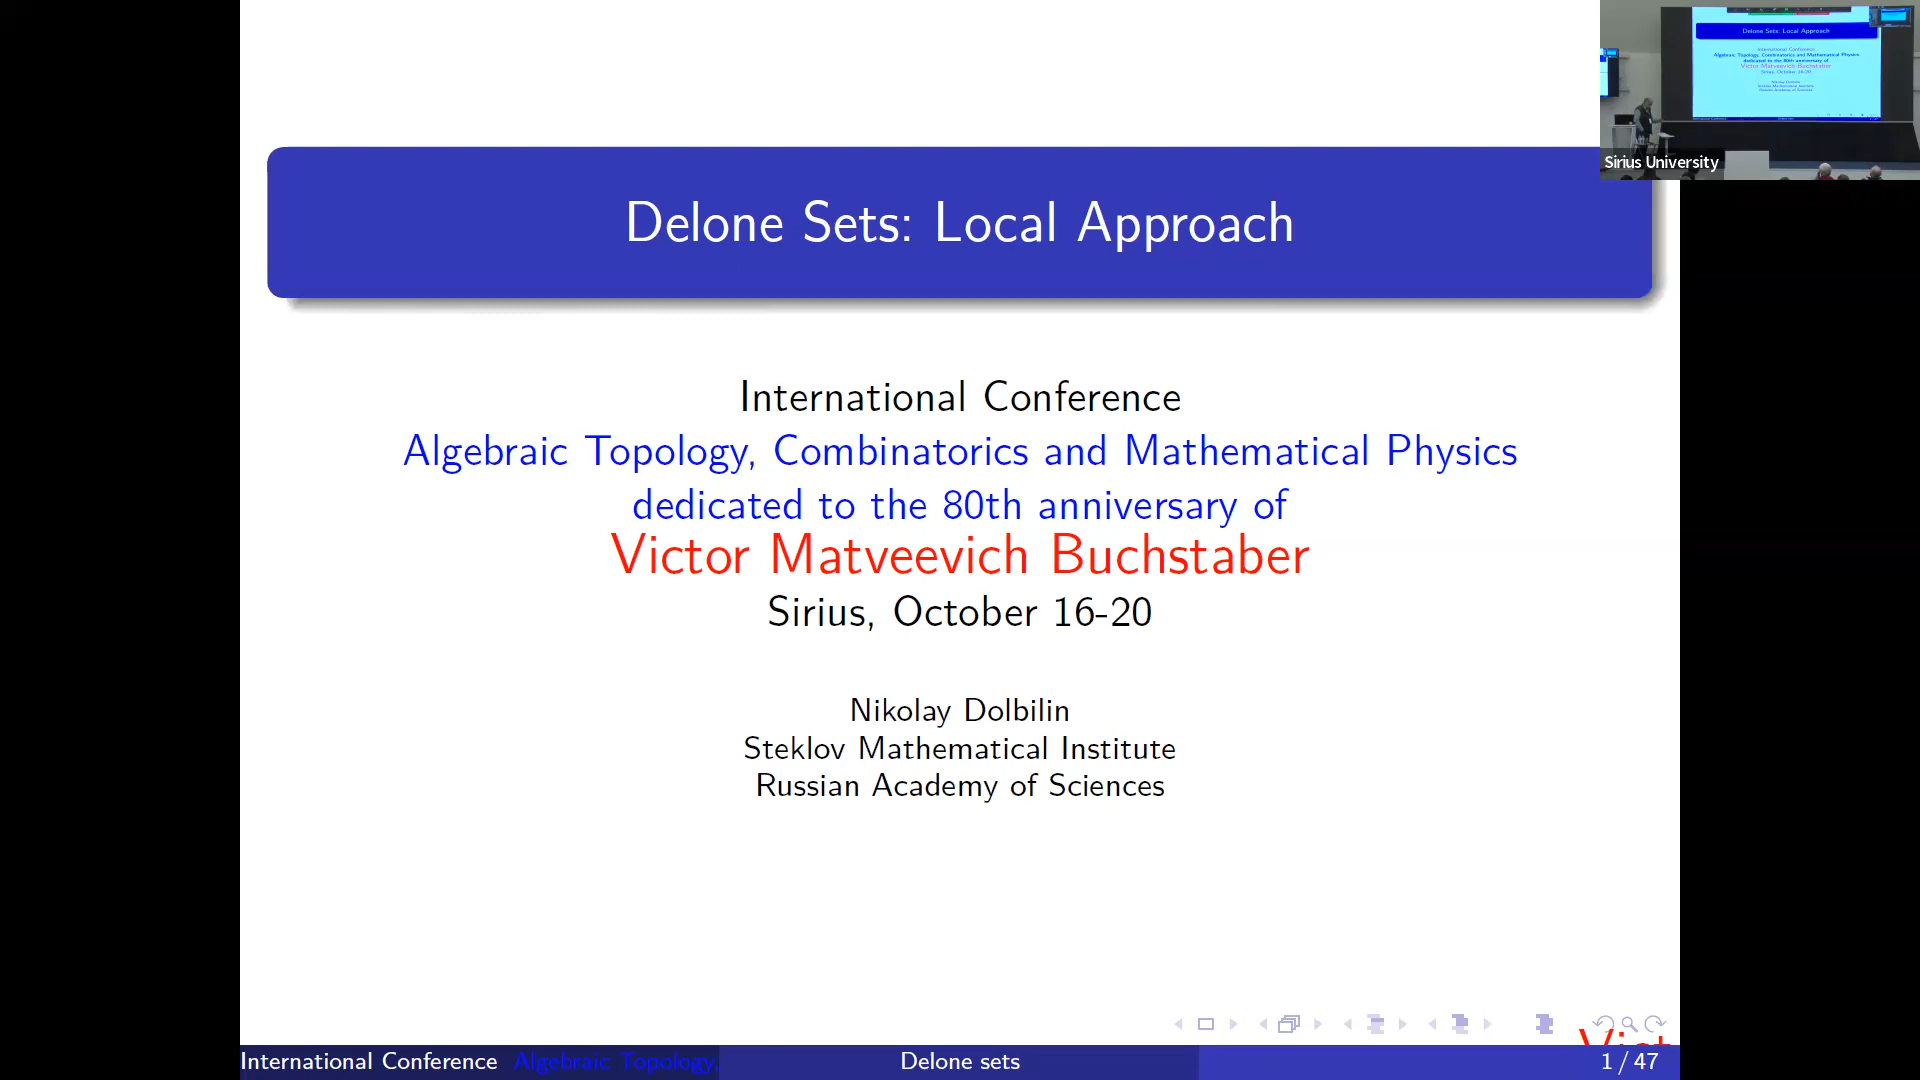 Delone Sets: Local Approach
International Conference
Algebraic Topology, Combinatorics and Mathematical Physics
dedicated to the 80th anniversary of
Victor Matveevich Buchstaber
Sirius, October 16-20
Nikolay Dolbilin
Steklov Mathematical Institute
Russian Academy of Sciences
Sirius University
International Conference Algebraic Topology, Delone sets 1 / 47